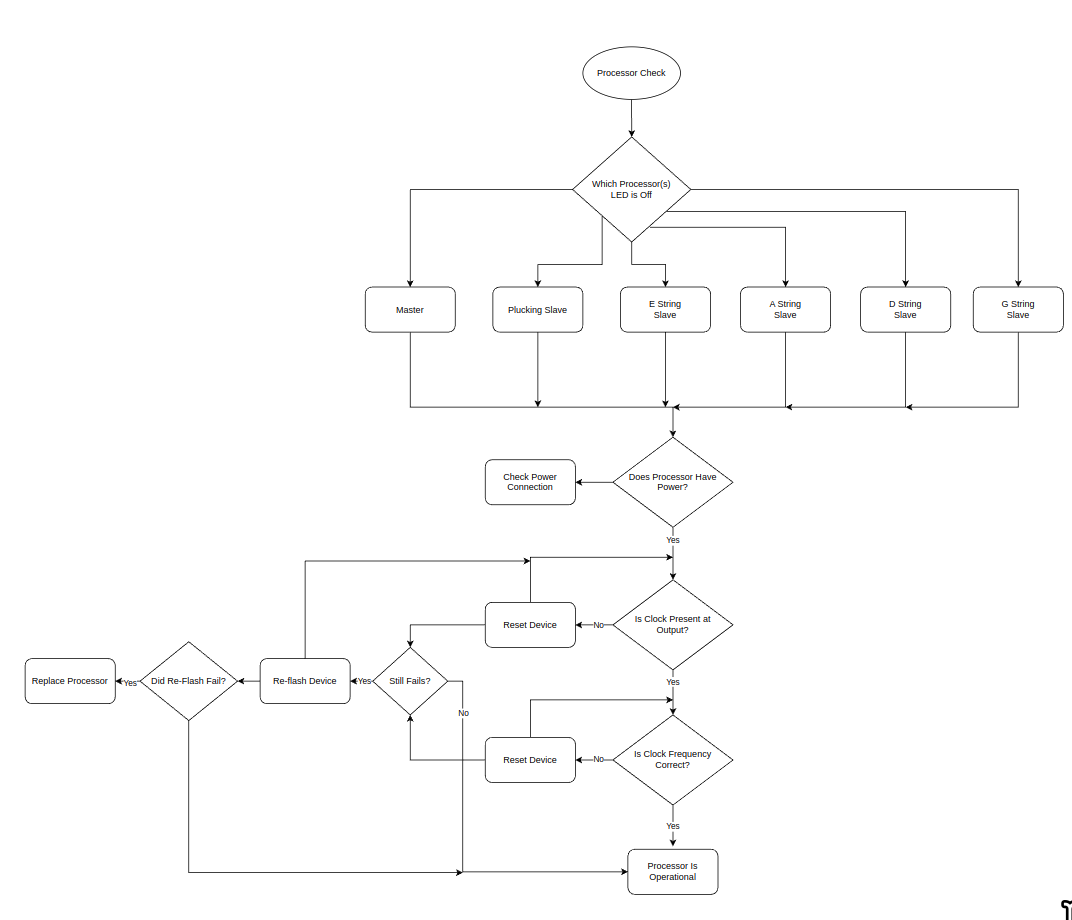 Processor Check
Which Processor(s)
LED is Off
Master
Plucking Slave
E String
Slave
A String
Slave
D String
Slave
G String
Slave
Does Processor Have
Power?
Check Power
Connection
Yes
Is Clock Present at
Output?
No
Reset Device
Yes
Still Fails?
Yes
Re-flash Device
Did Re-Flash Fail?
Yes
Replace Processor
No
Is Clock Frequency
Correct?
No
Reset Device
Yes
Processor Is
Operational